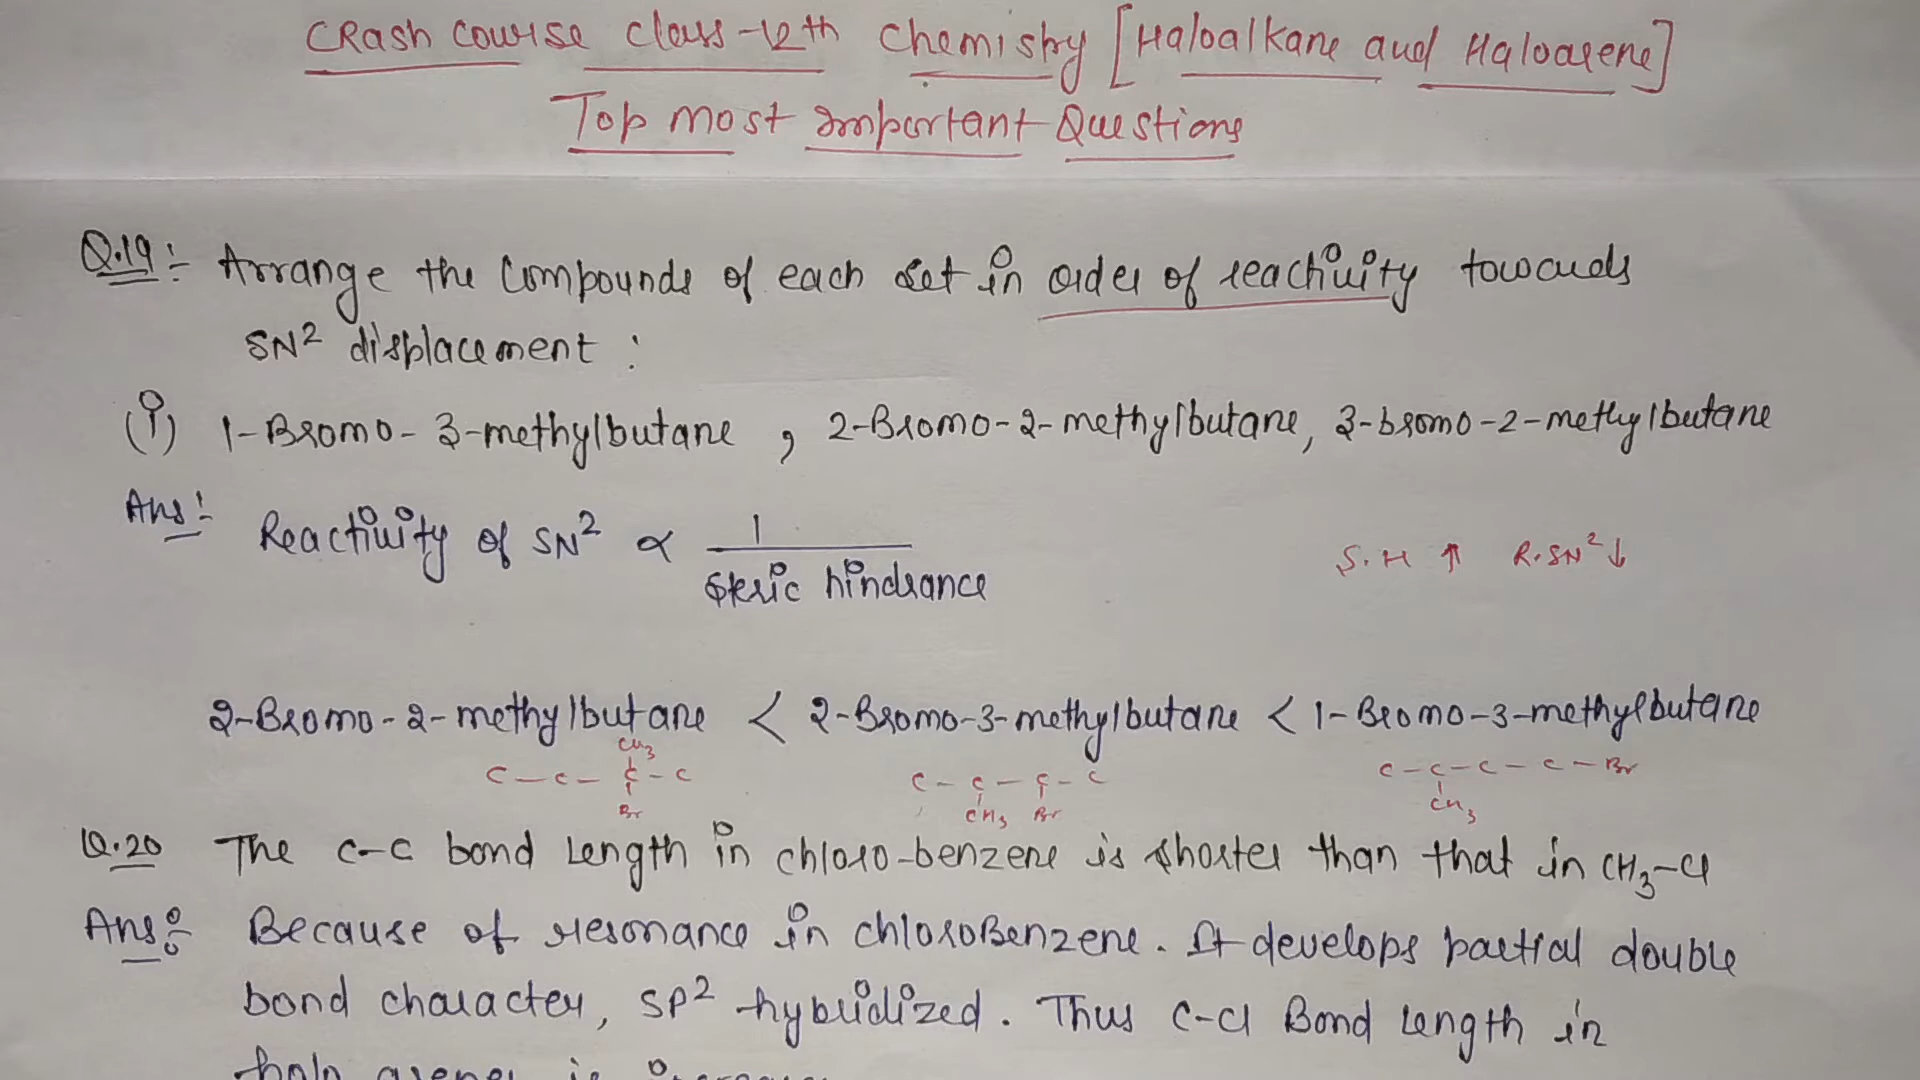 Crash course class-12th chemistry [Haloalkane and Haloarene]
Top most important Questions
Q.19:- Arrange the Compounds of each set in order of reactivity towards
SN² displacement :
(i) 1-Bromo-3-methylbutane , 2-Bromo-2-methylbutane, 3-bromo-2-methylbutane
Ans:- Reactivity of SN² ∝ 1 / Steric hindrance
S.H ↑ R.SN² ↓
2-Bromo-2-methylbutane < 2-Bromo-3-methylbutane < 1-Bromo-3-methylbutane
CH₃
C-C-C-C C-C-C-C C-C-C-C-Br
Br CH₃ Br CH₃
Q.20 The C-C bond Length in chloro-benzene is shorter than that in CH₃-Cl
Ans:- Because of resonance in chloroBenzene. It develops partial double
bond character, SP² hybridized. Thus C-Cl Bond Length in